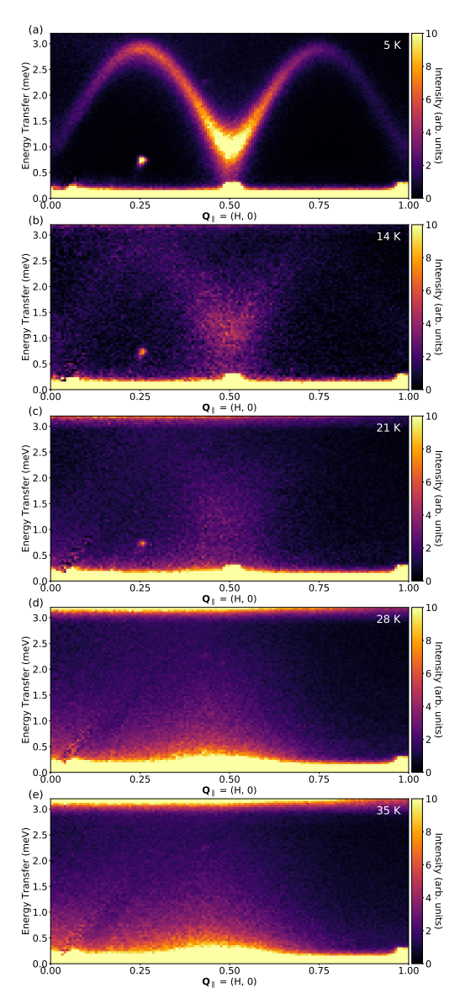 (a)
5 K
Energy Transfer (meV)
3.0
2.5
2.0
1.5
1.0
0.5
0.0
0.00 0.25 0.50 0.75 1.00
Q∥ = (H, 0)
10
8
6
4
2
0
Intensity (arb. units)
(b)
14 K
Energy Transfer (meV)
3.0
2.5
2.0
1.5
1.0
0.5
0.0
0.00 0.25 0.50 0.75 1.00
Q∥ = (H, 0)
10
8
6
4
2
0
Intensity (arb. units)
(c)
21 K
Energy Transfer (meV)
3.0
2.5
2.0
1.5
1.0
0.5
0.0
0.00 0.25 0.50 0.75 1.00
Q∥ = (H, 0)
10
8
6
4
2
0
Intensity (arb. units)
(d)
28 K
Energy Transfer (meV)
3.0
2.5
2.0
1.5
1.0
0.5
0.0
0.00 0.25 0.50 0.75 1.00
Q∥ = (H, 0)
10
8
6
4
2
0
Intensity (arb. units)
(e)
35 K
Energy Transfer (meV)
3.0
2.5
2.0
1.5
1.0
0.5
0.0
0.00 0.25 0.50 0.75 1.00
Q∥ = (H, 0)
10
8
6
4
2
0
Intensity (arb. units)